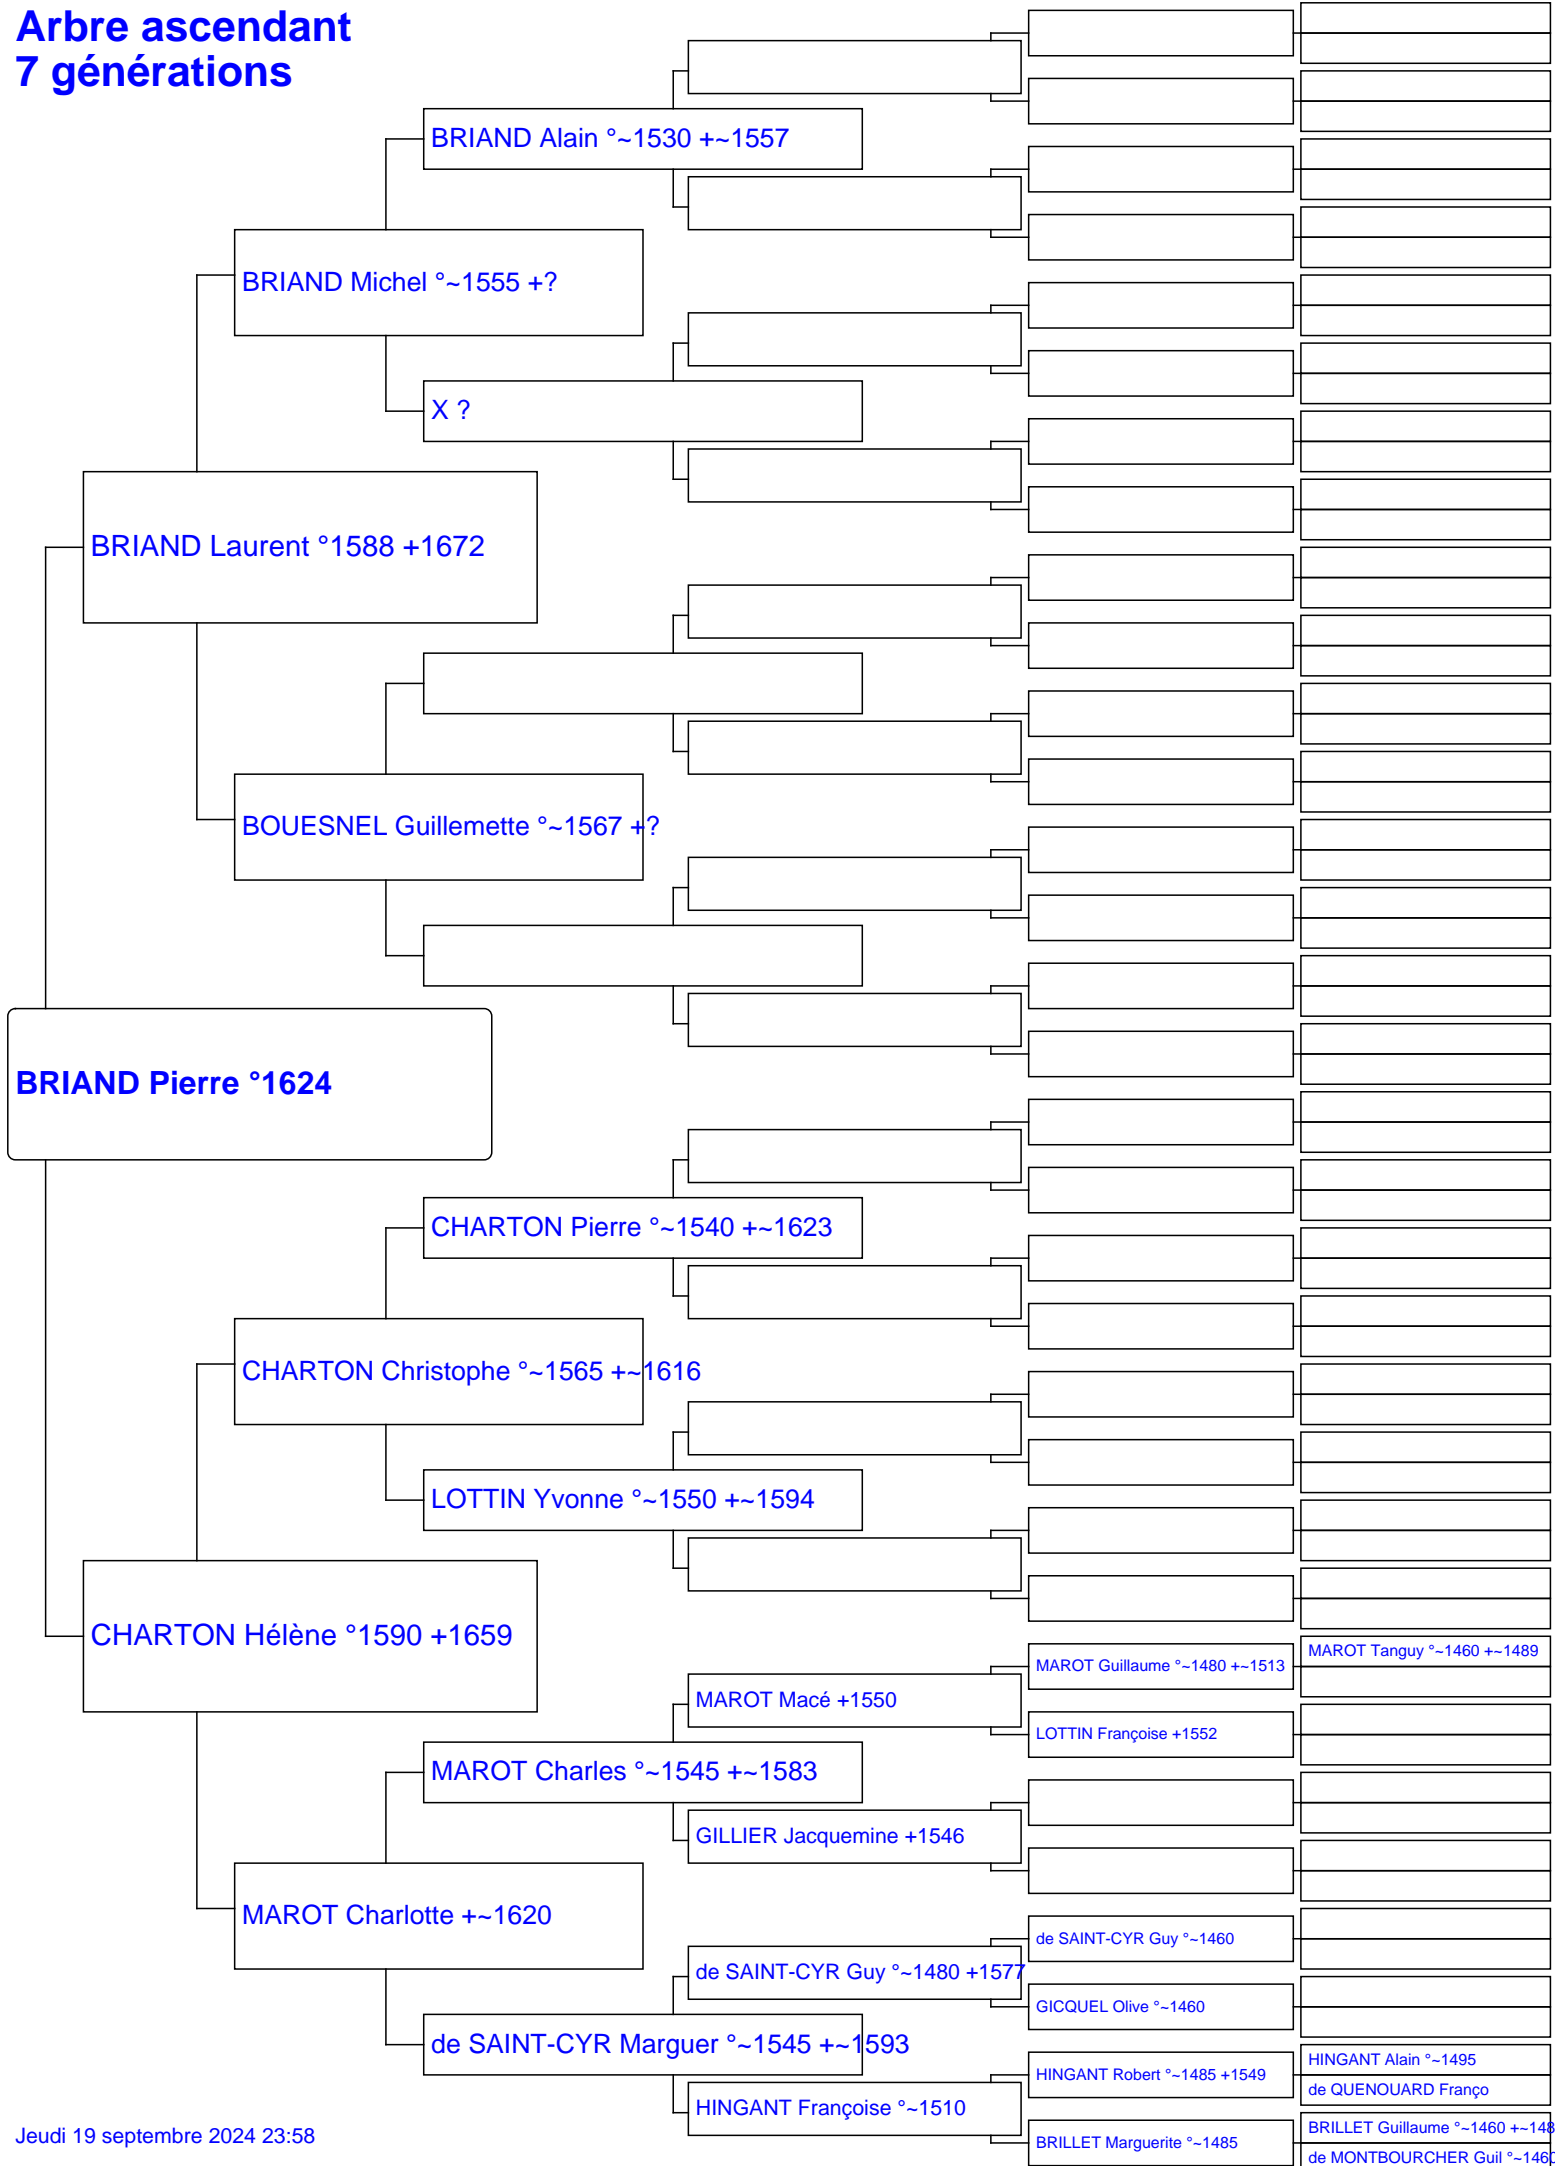 Arbre ascendant
7 générations
BRIAND Alain °~1530 +~1557
BRIAND Michel °~1555 +?
X ?
BRIAND Laurent °1588 +1672
BOUESNEL Guillemette °~1567 +?
BRIAND Pierre °1624
CHARTON Pierre °~1540 +~1623
CHARTON Christophe °~1565 +~1616
LOTTIN Yvonne °~1550 +~1594
CHARTON Hélène °1590 +1659
MAROT Tanguy °~1460 +~1489
MAROT Guillaume °~1480 +~1513
MAROT Macé +1550
LOTTIN Françoise +1552
MAROT Charles °~1545 +~1583
GILLIER Jacquemine +1546
MAROT Charlotte +~1620
de SAINT-CYR Guy °~1460
de SAINT-CYR Guy °~1480 +1577
GICQUEL Olive °~1460
de SAINT-CYR Marguer °~1545 +~1593
HINGANT Alain °~1495
HINGANT Robert °~1485 +1549
de QUENOUARD Franço
HINGANT Françoise °~1510
BRILLET Guillaume °~1460 +~148
BRILLET Marguerite °~1485
de MONTBOURCHER Guil °~1460
Jeudi 19 septembre 2024 23:58